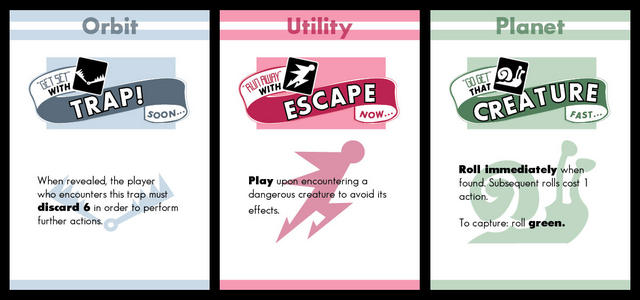 Orbit
"GET SET"
WITH
TRAP!
SOON...
When revealed, the player
who encounters this trap must
discard 6 in order to perform
further actions.
Utility
"RUN AWAY"
WITH
ESCAPE
NOW...
Play upon encountering a
dangerous creature to avoid its
effects.
Planet
"GO GET"
THAT
CREATURE
FAST...
Roll immediately when
found. Subsequent rolls cost 1
action.
To capture: roll green.